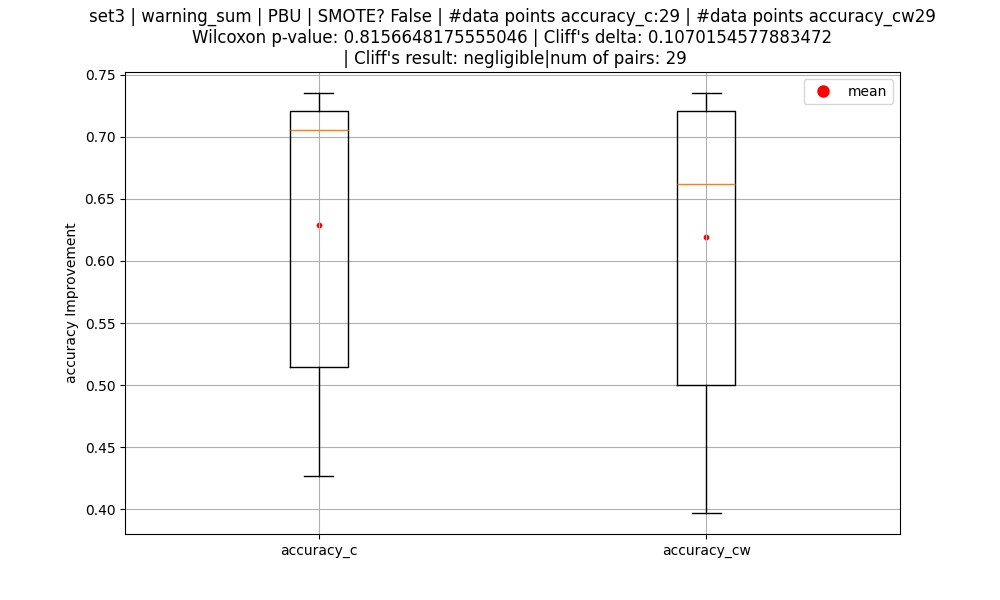 set3 | warning_sum | PBU | SMOTE? False | #data points accuracy_c:29 | #data points accuracy_cw29
Wilcoxon p-value: 0.8156648175555046 | Cliff's delta: 0.1070154577883472
| Cliff's result: negligible|num of pairs: 29
mean
0.75
0.70
0.65
0.60
0.55
0.50
0.45
0.40
accuracy Improvement
accuracy_c
accuracy_cw